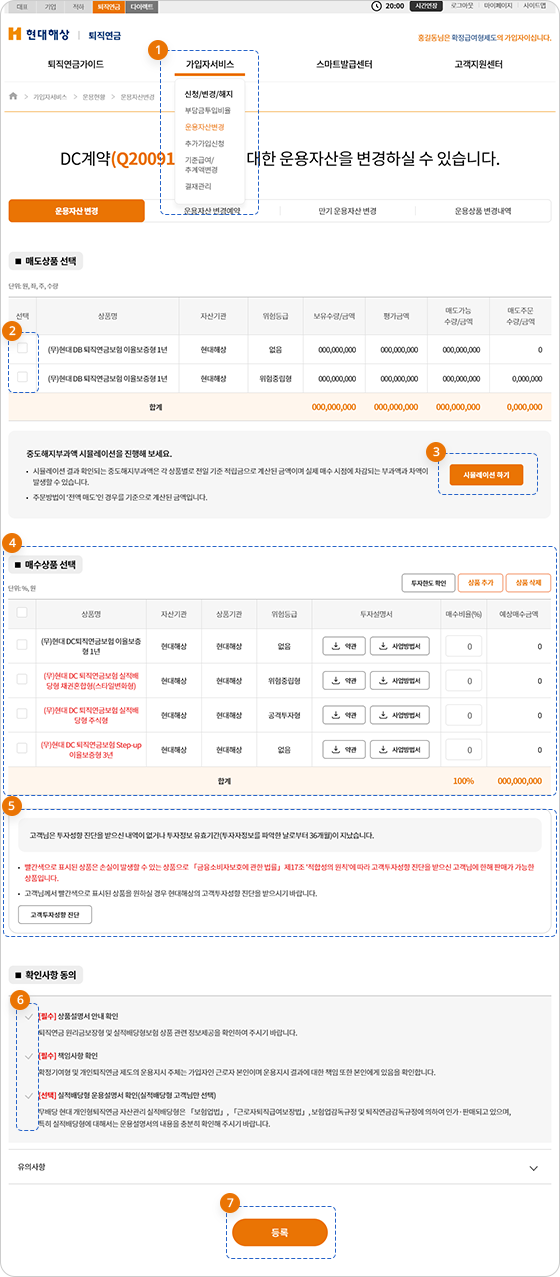 대표 기업 적하 퇴직연금 다이렉트 20:00 시간연장 로그아웃 마이페이지 사이트맵
현대해상 퇴직연금 홍길동님은 확정급여형제도의 가입자이십니다.
1
퇴직연금가이드 가입자서비스 스마트발급센터 고객지원센터
> 가입자서비스 > 운용현황 > 운용자산변경
신청/변경/해지
부담금투입비율
운용자산변경
추가가입신청
기준급여/
추계액변경
결재관리
DC계약(Q20091 대한 운용자산을 변경하실 수 있습니다.
운용자산 변경 운용자산 변경예약 만기 운용자산 변경 운용상품 변경내역
■ 매도상품 선택
단위: 원, 좌, 주, 수량
선택 상품명 자산기관 위험등급 보유수량/금액 평가금액 매도가능 수량/금액 매도주문 수량/금액
2
(무)현대 DB 퇴직연금보험 이율보증형 1년 현대해상 없음 000,000,000 000,000,000 000,000,000 0
(무)현대 DB 퇴직연금보험 이율보증형 1년 현대해상 위험중립형 000,000,000 000,000,000 000,000,000 0,000,000
합계 000,000,000 000,000,000 000,000,000 0,000,000
중도해지부과액 시뮬레이션을 진행해 보세요.
3
• 시뮬레이션 결과 확인되는 중도해지부과액은 각 상품별로 전일 기준 적립금으로 계산된 금액이며 실제 매수 시점에 차감되는 부과액과 차액이
발생할 수 있습니다.
시뮬레이션 하기
• 주문방법이 '전액 매도'인 경우를 기준으로 계산된 금액입니다.
4
■ 매수상품 선택
단위: %, 원
투자한도 확인 상품 추가 상품 삭제
상품명 자산기관 상품기관 위험등급 투자설명서 매수비율(%) 예상매수금액
(무)현대 DC퇴직연금보험 이율보증
형 1년 현대해상 현대해상 없음 약관 사업방법서 0 0
(무)현대 DC 퇴직연금보험 실적배
당형 채권혼합형(스타일변화형) 현대해상 현대해상 위험중립형 약관 사업방법서 0 0
(무)현대 DC 퇴직연금보험 실적배
당형 주식형 현대해상 현대해상 공격투자형 약관 사업방법서 0 0
(무)현대 DC 퇴직연금보험 Step-up
이율보증형 3년 현대해상 현대해상 없음 약관 사업방법서 0 0
합계 100% 000,000,000
5
고객님은 투자성향 진단을 받으신 내역이 없거나 투자정보 유효기간(투자자정보를 파악한 날로부터 36개월)이 지났습니다.
• 빨간색으로 표시된 상품은 손실이 발생할 수 있는 상품으로 「금융소비자보호에 관한 법률」 제17조 '적합성의 원칙'에 따라 고객투자성향 진단을 받으신 고객님에 한해 판매가 가능한
상품입니다.
• 고객님께서 빨간색으로 표시된 상품을 원하실 경우 현대해상의 고객투자성향 진단을 받으시기 바랍니다.
고객투자성향 진단
■ 확인사항 동의
6
[필수] 상품설명서 안내 확인
퇴직연금 원리금보장형 및 실적배당형보험 상품 관련 정보제공을 확인하여 주시기 바랍니다.
[필수] 책임사항 확인
확정기여형 및 개인퇴직연금 제도의 운용지시 주체는 가입자인 근로자 본인이며 운용지시 결과에 대한 책임 또한 본인에게 있음을 확인합니다.
[선택] 실적배당형 운용설명서 확인(실적배당형 고객님만 선택)
무배당 현대 개인형퇴직연금 자산관리 실적배당형은 「보험업법」, 「근로자퇴직급여보장법」, 보험업감독규정 및 퇴직연금감독규정에 의하여 인가·판매되고 있으며,
특히 실적배당형에 대해서는 운용설명서의 내용을 충분히 확인해 주시기 바랍니다.
유의사항
7
등록